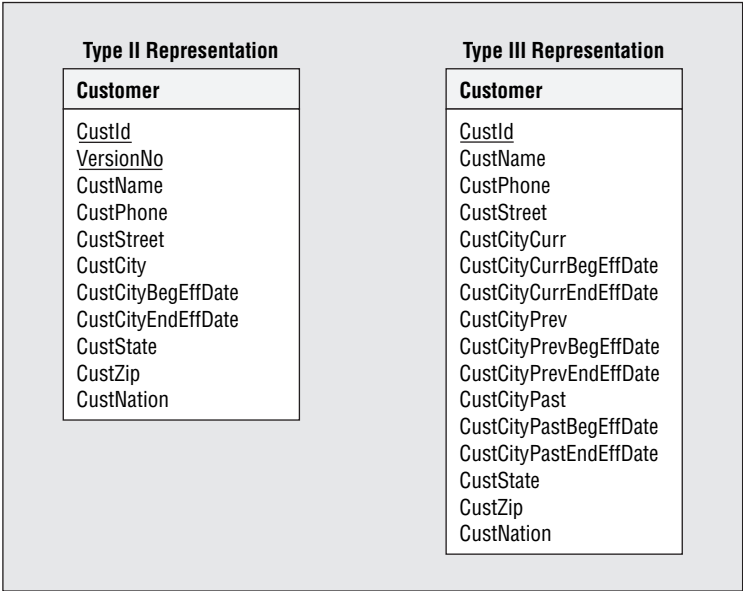 Type II Representation
Customer
CustId
VersionNo
CustName
CustPhone
CustStreet
CustCity
CustCityBegEffDate
CustCityEndEffDate
CustState
CustZip
CustNation
Type III Representation
Customer
CustId
CustName
CustPhone
CustStreet
CustCityCurr
CustCityCurrBegEffDate
CustCityCurrEndEffDate
CustCityPrev
CustCityPrevBegEffDate
CustCityPrevEndEffDate
CustCityPast
CustCityPastBegEffDate
CustCityPastEndEffDate
CustState
CustZip
CustNation